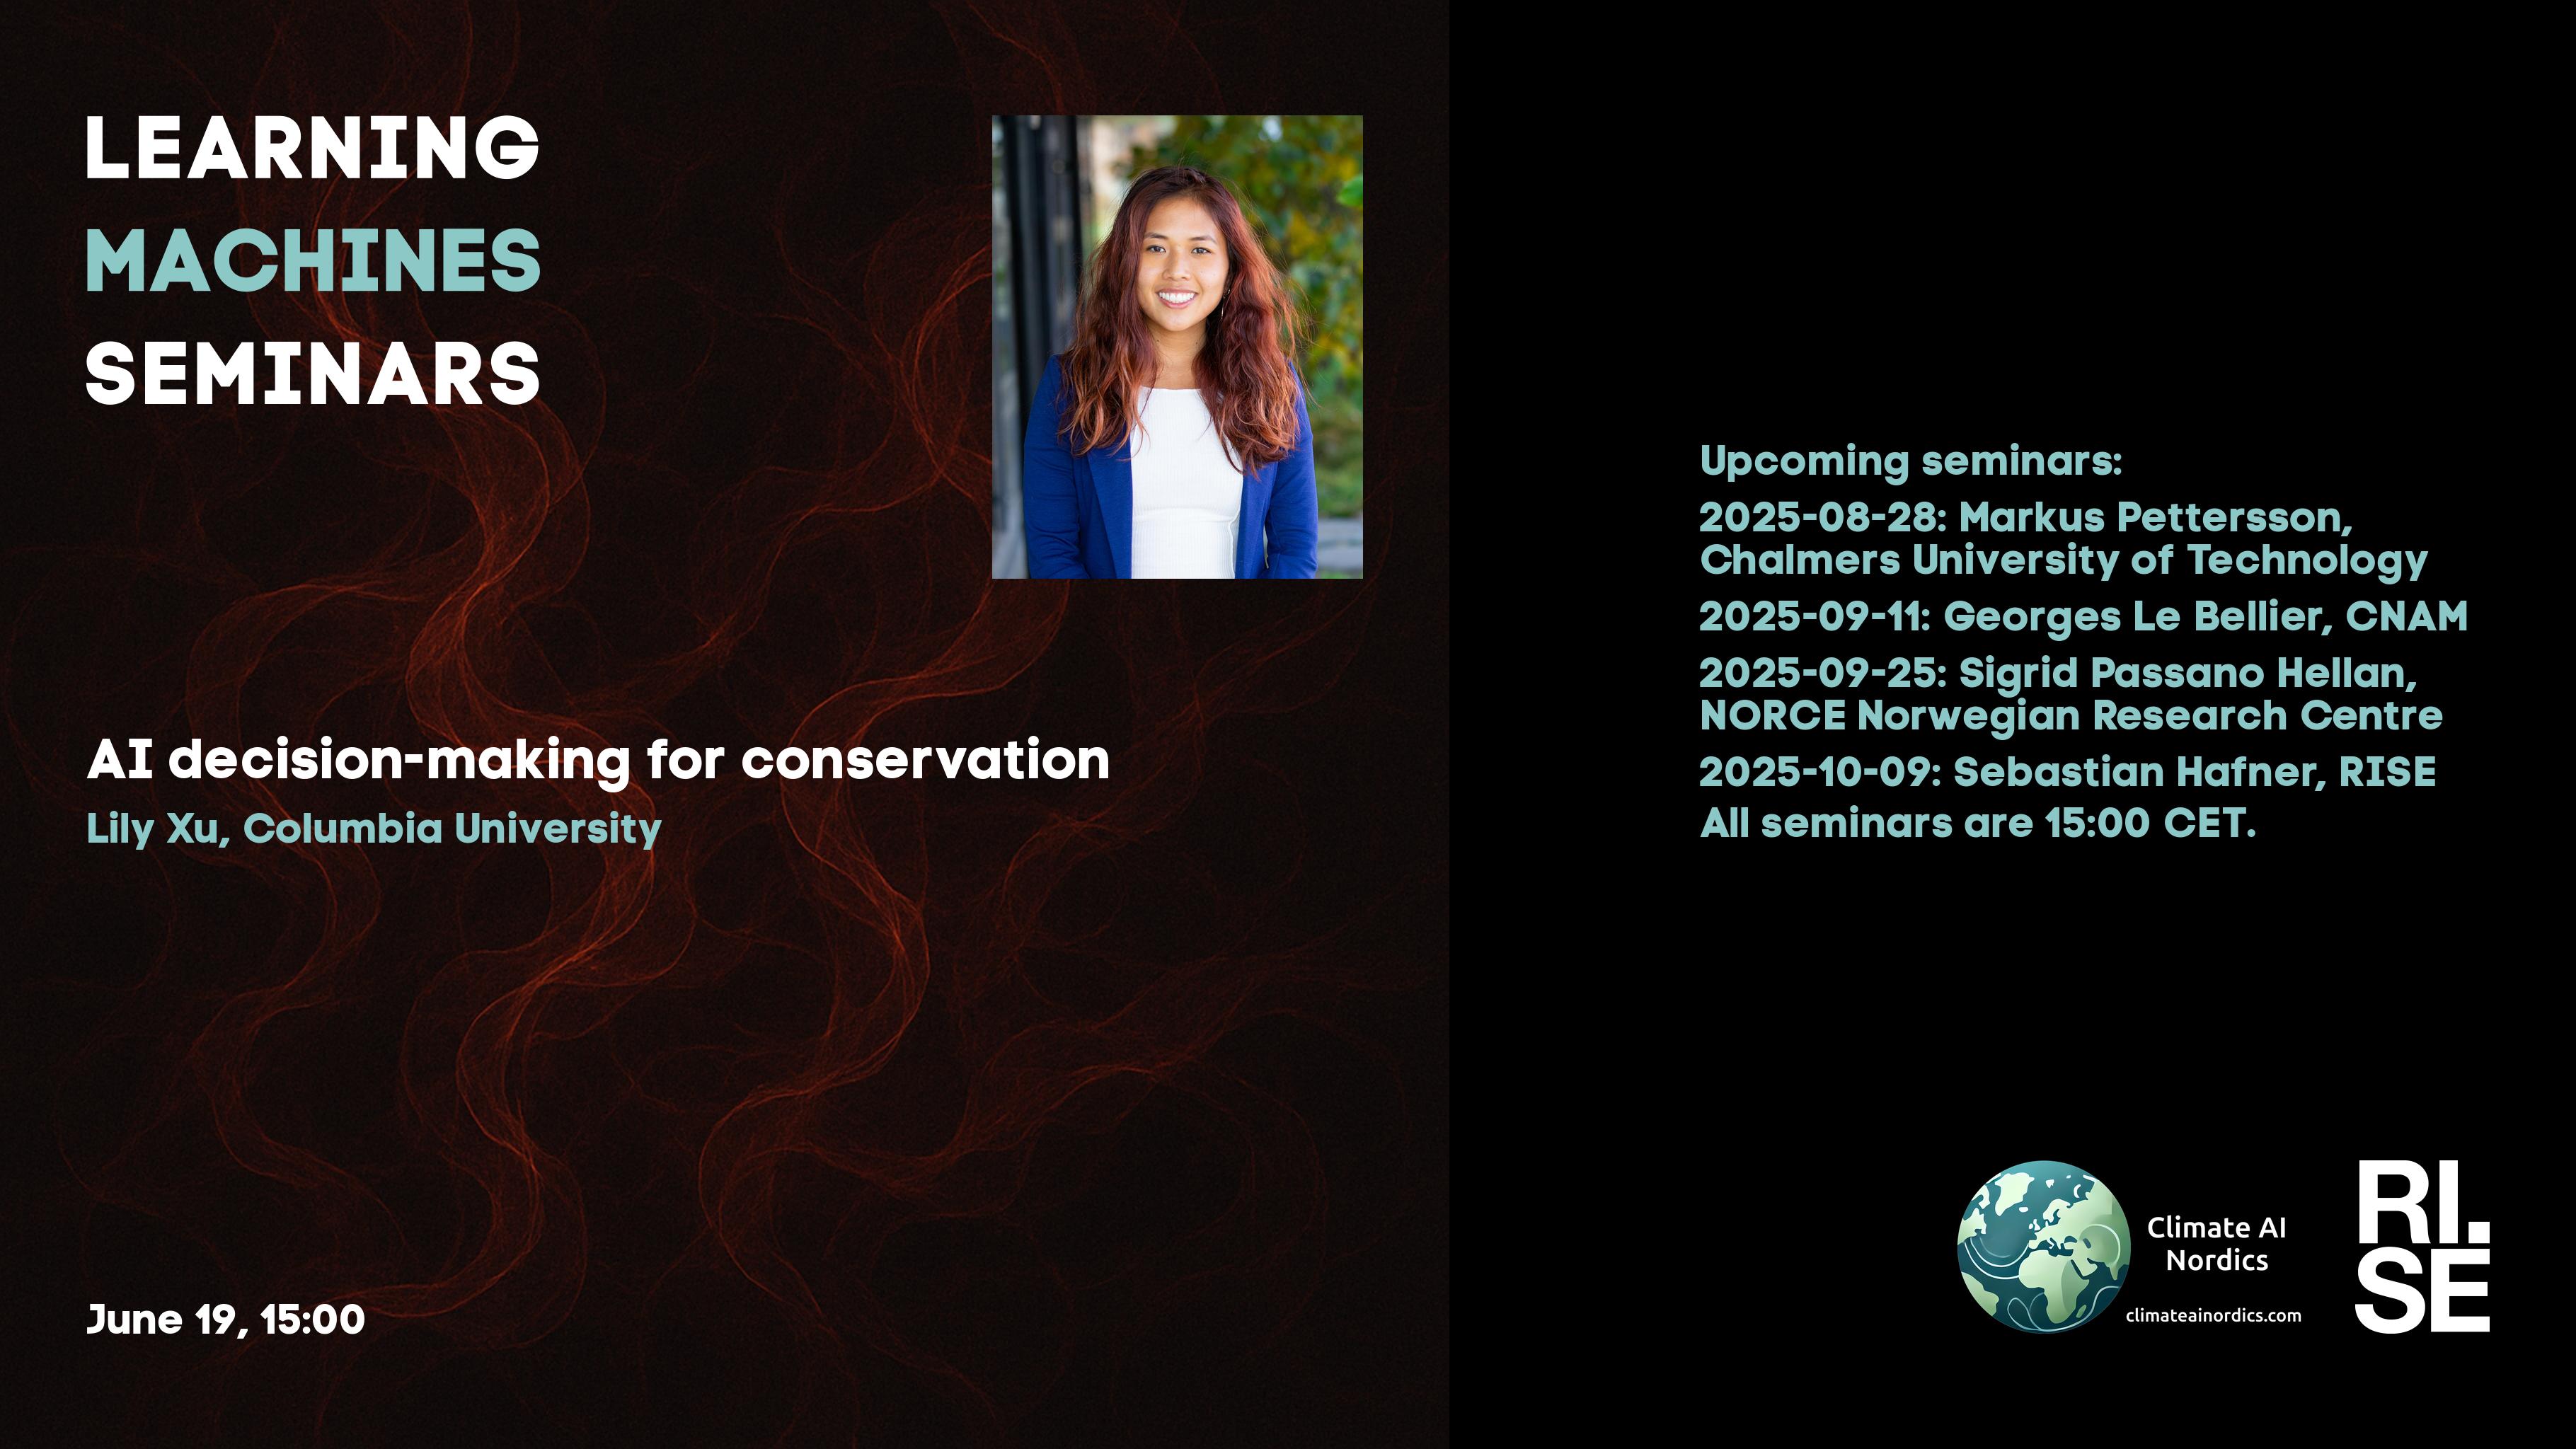 LEARNING
MACHINES
SEMINARS
AI decision-making for conservation
Lily Xu, Columbia University
June 19, 15:00
Upcoming seminars:
2025-08-28: Markus Pettersson,
Chalmers University of Technology
2025-09-11: Georges Le Bellier, CNAM
2025-09-25: Sigrid Passano Hellan,
NORCE Norwegian Research Centre
2025-10-09: Sebastian Hafner, RISE
All seminars are 15:00 CET.
Climate AI
Nordics
climateainordics.com
RI.
SE